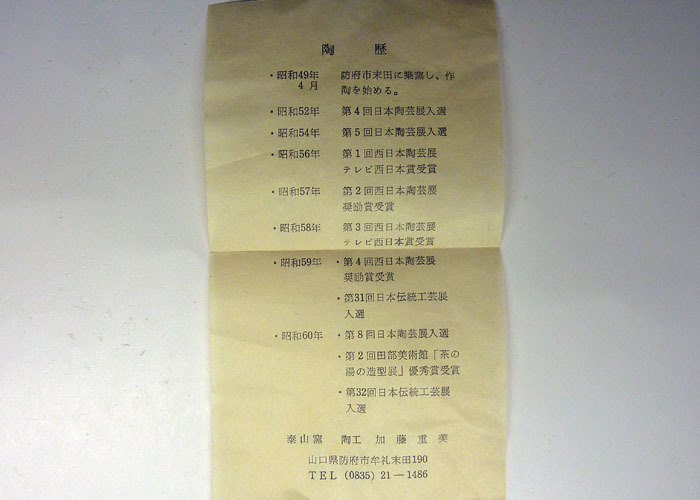 陶 歴
・昭和49年 防府市末田に築窯し、作
4月 陶を始める。
・昭和52年 第4回日本陶芸展入選
・昭和54年 第5回日本陶芸展入選
・昭和56年 第1回西日本陶芸展
テレビ西日本賞受賞
・昭和57年 第2回西日本陶芸展
奨励賞受賞
・昭和58年 第3回西日本陶芸展
テレビ西日本賞受賞
・昭和59年 ・第4回西日本陶芸展
奨励賞受賞
・第31回日本伝統工芸展
入選
・昭和60年 ・第8回日本陶芸展入選
・第2回田部美術館「茶の
湯の造型展」優秀賞受賞
・第32回日本伝統工芸展
入選
泰山窯 陶工 加藤重美
山口県防府市牟礼末田190
TEL (0835) 21―1486